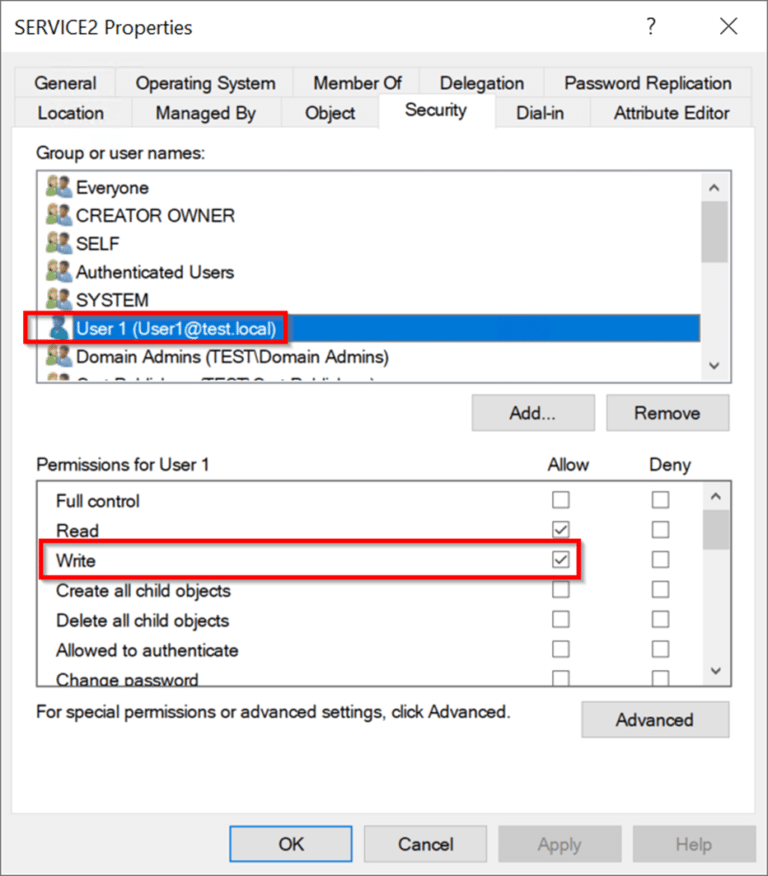 SERVICE2 Properties
?
General Operating System Member Of Delegation Password Replication
Location Managed By Object Security Dial-in Attribute Editor
Group or user names:
Everyone
CREATOR OWNER
SELF
Authenticated Users
SYSTEM
User 1 (User1@test.local)
Domain Admins (TEST\Domain Admins)
Add... Remove
Permissions for User 1 Allow Deny
Full control
Read
Write
Create all child objects
Delete all child objects
Allowed to authenticate
Change password
For special permissions or advanced settings, click Advanced.
Advanced
OK Cancel Apply Help